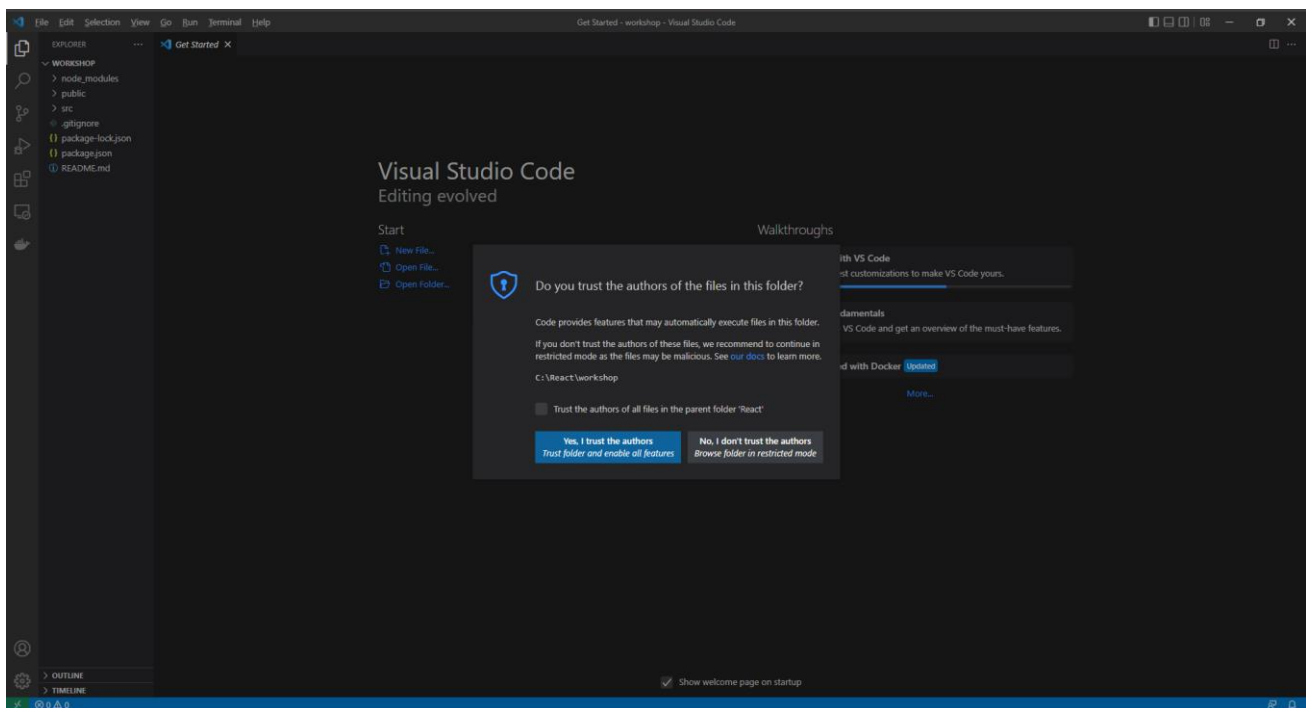 File Edit Selection View Go Run Terminal Help
Get Started - workshop - Visual Studio Code
EXPLORER
Get Started
WORKSHOP
node_modules
public
src
.gitignore
package-lock.json
package.json
README.md
Visual Studio Code
Editing evolved
Start
Walkthroughs
New File...
Open File...
Open Folder...
ith VS Code
st customizations to make VS Code yours.
damentals
VS Code and get an overview of the must-have features.
d with Docker Updated
More...
Do you trust the authors of the files in this folder?
Code provides features that may automatically execute files in this folder.
If you don't trust the authors of these files, we recommend to continue in
restricted mode as the files may be malicious. See our docs to learn more.
C:\React\workshop
Trust the authors of all files in the parent folder 'React'
Yes, I trust the authors
Trust folder and enable all features
No, I don't trust the authors
Browse folder in restricted mode
OUTLINE
TIMELINE
Show welcome page on startup
0 0